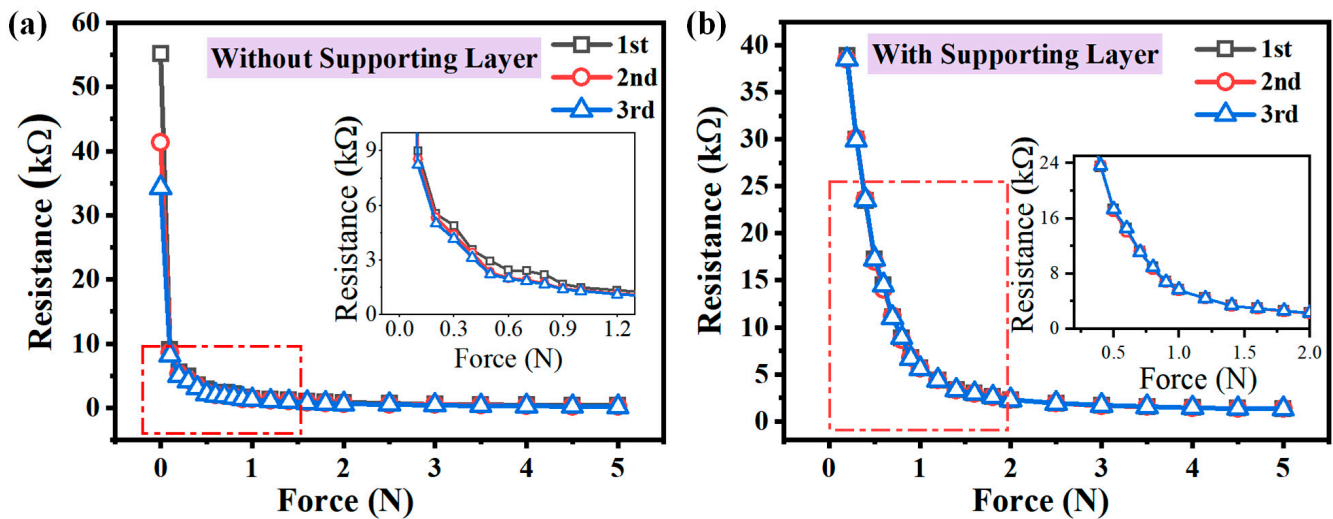 (a)
Without Supporting Layer
1st
2nd
3rd
Resistance (kΩ)
60
50
40
30
20
10
0
0 1 2 3 4 5
Force (N)
Resistance (kΩ)
9
6
3
0
0.0 0.3 0.6 0.9 1.2
Force (N)
(b)
With Supporting Layer
1st
2nd
3rd
Resistance (kΩ)
40
35
30
25
20
15
10
5
0
0 1 2 3 4 5
Force (N)
Resistance (kΩ)
24
16
8
0
0.5 1.0 1.5 2.0
Force (N)